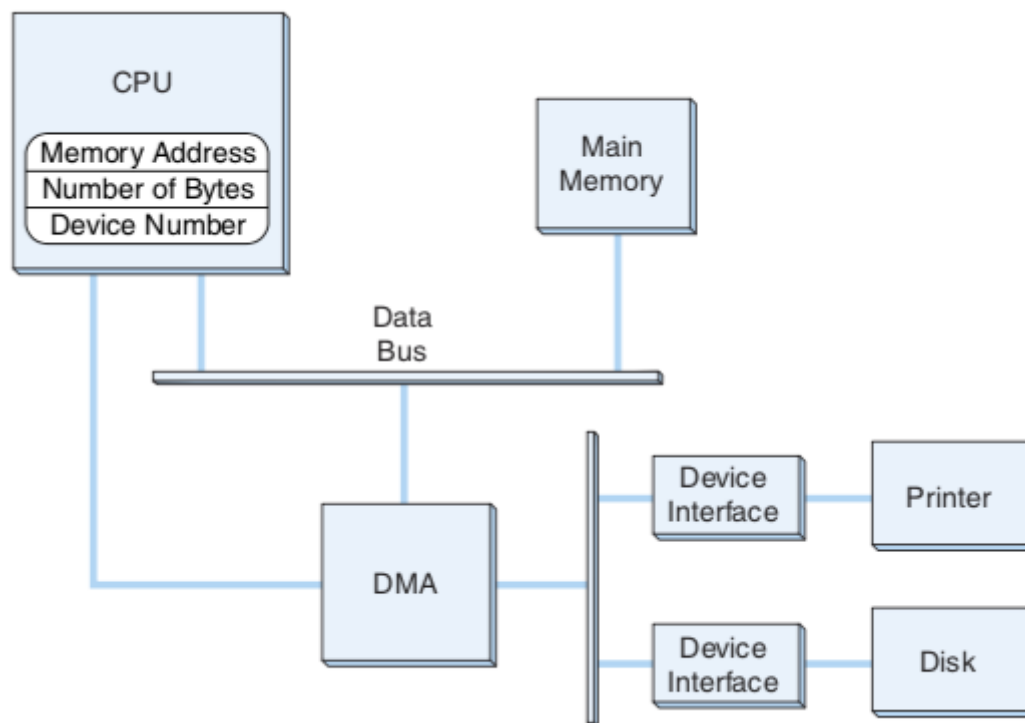 CPU
Memory Address
Number of Bytes
Device Number
Main
Memory
Data
Bus
DMA
Device
Interface
Printer
Device
Interface
Disk